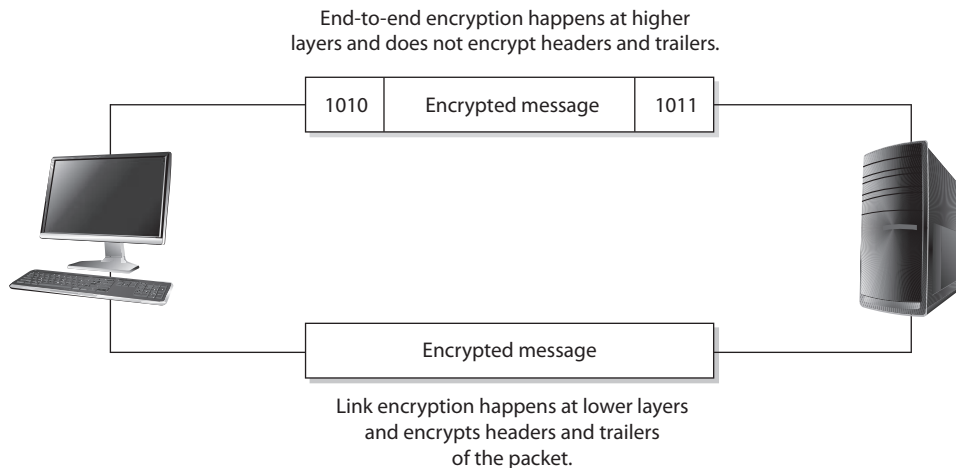 End-to-end encryption happens at higher
layers and does not encrypt headers and trailers.
1010 Encrypted message 1011
Encrypted message
Link encryption happens at lower layers
and encrypts headers and trailers
of the packet.